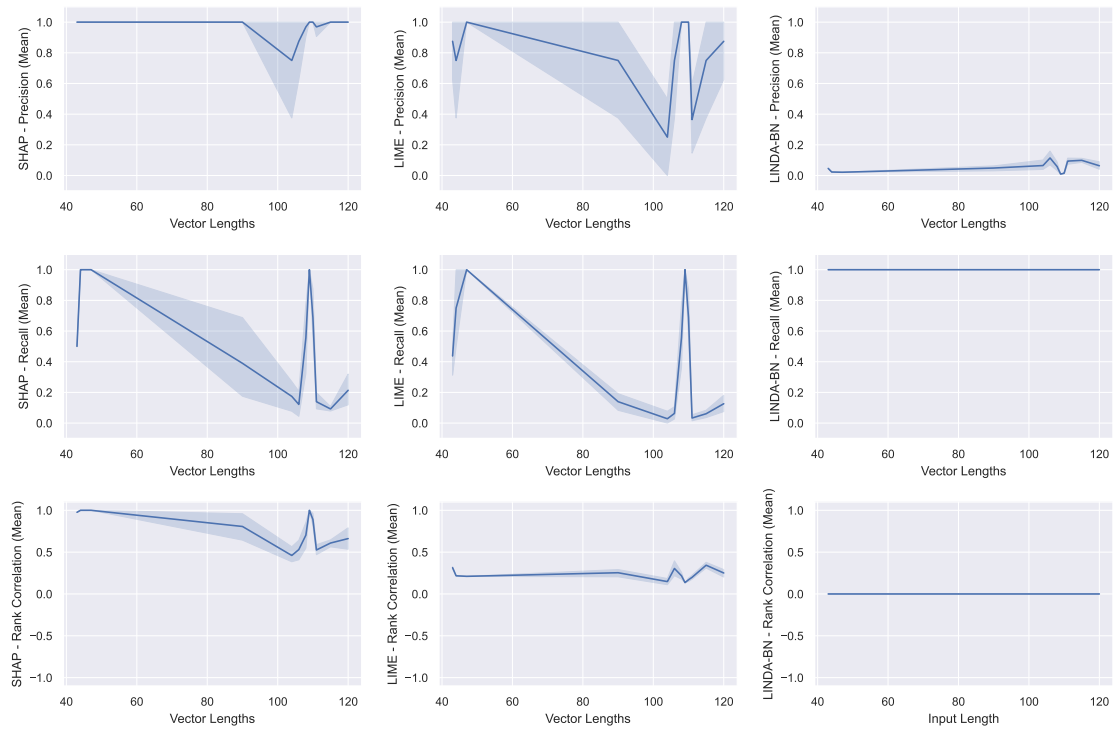 SHAP - Precision (Mean)
1.0
0.8
0.6
0.4
0.2
0.0
40 60 80 100 120
Vector Lengths
LIME - Precision (Mean)
1.0
0.8
0.6
0.4
0.2
0.0
40 60 80 100 120
Vector Lengths
LINDA-BN - Precision (Mean)
1.0
0.8
0.6
0.4
0.2
0.0
40 60 80 100 120
Vector Lengths
SHAP - Recall (Mean)
1.0
0.8
0.6
0.4
0.2
0.0
40 60 80 100 120
Vector Lengths
LIME - Recall (Mean)
1.0
0.8
0.6
0.4
0.2
0.0
40 60 80 100 120
Vector Lengths
LINDA-BN - Recall (Mean)
1.0
0.8
0.6
0.4
0.2
0.0
40 60 80 100 120
Vector Lengths
SHAP - Rank Correlation (Mean)
1.0
0.5
0.0
−0.5
−1.0
40 60 80 100 120
Vector Lengths
LIME - Rank Correlation (Mean)
1.0
0.5
0.0
−0.5
−1.0
40 60 80 100 120
Vector Lengths
LINDA-BN - Rank Correlation (Mean)
1.0
0.5
0.0
−0.5
−1.0
40 60 80 100 120
Input Length